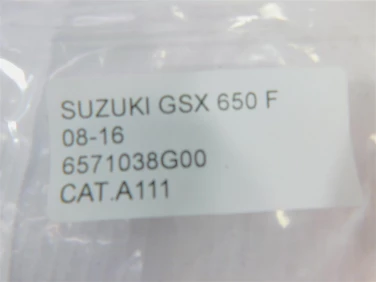 SUZUKI GSX 650 F
08-16
6571038G00
CAT.A111